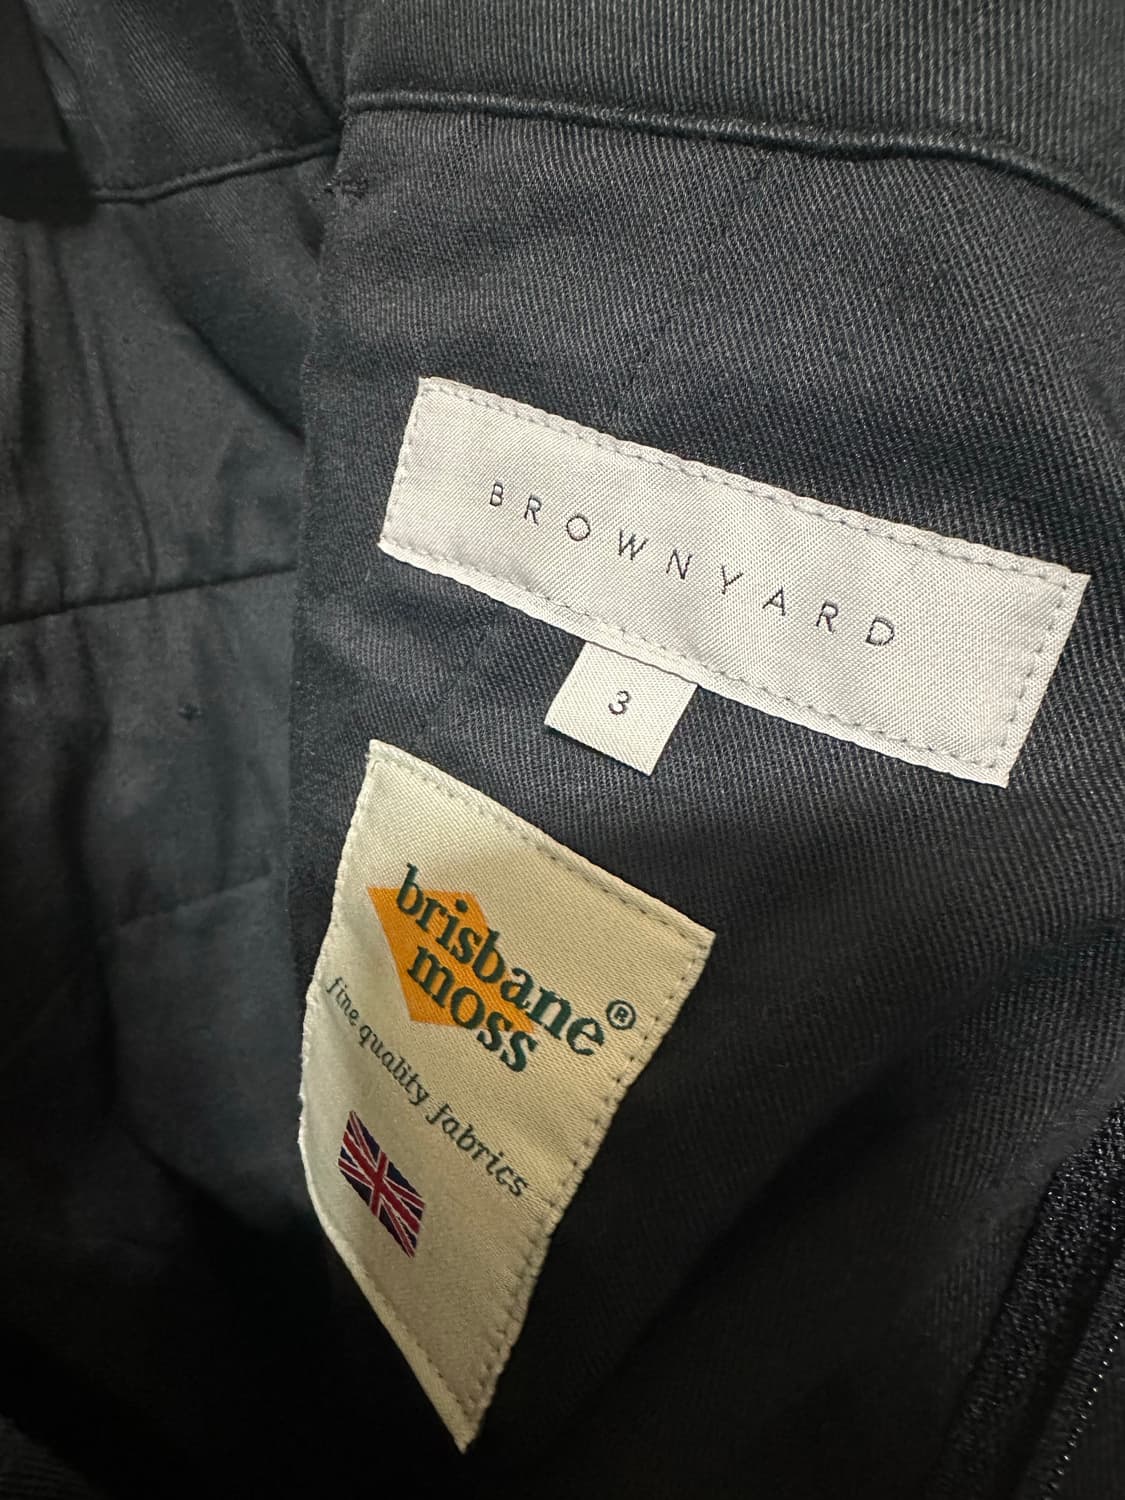 BROWNYARD
3
brisbane
moss®
fine quality fabrics